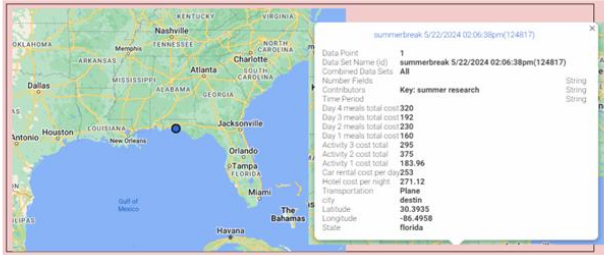 KENTUCKY
VIRGINIA
Nashville
OKLAHOMA
TENNESSEE
NORTH
CAROLINA
Memphis
Charlotte
ARKANSAS
Atlanta
SOUTH
CAROLINA
MISSISSIPPI
Dallas
ALABAMA
GEORGIA
LOUISIANA
Jacksonville
Houston
Antonio
New Orleans
Orlando
Tampa
FLORIDA
Miami
Gulf of
Mexico
The
Bahamas
ILIPAS
Havana
summerbreak 5/22/2024 02:06:38pm(124817)
Data Point 1
Data Set Name (id) summerbreak 5/22/2024 02:06:38pm(124817)
Combined Data Sets All
Number Fields String
Contributors Key: summer research String
Time Period String
Day 4 meals total cost 320
Day 3 meals total cost 192
Day 2 meals total cost 230
Day 1 meals total cost 160
Activity 3 cost total 295
Activity 2 cost total 375
Activity 1 cost total 183.96
Car rental cost per day 253
Hotel cost per night 271.12
Transportation Plane
city destin
Latitude 30.3935
Longitude -86.4958
State florida